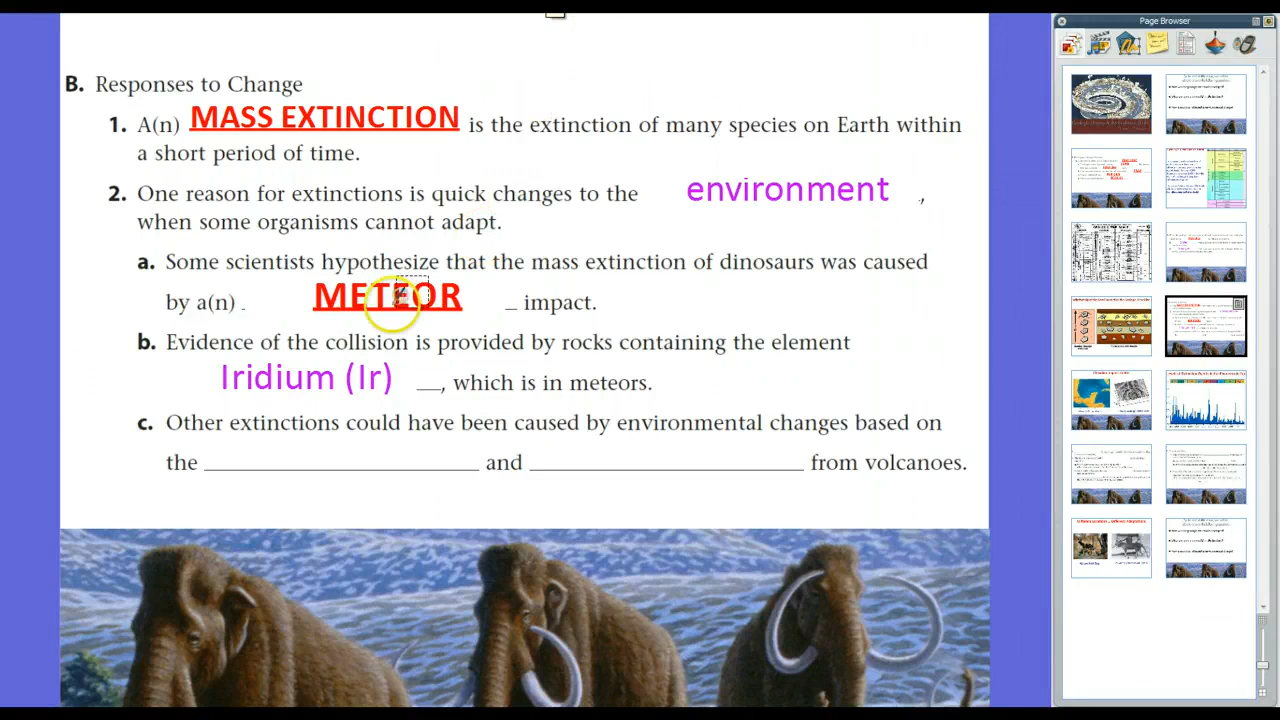 Page Browser
B. Responses to Change
1. A(n) MASS EXTINCTION is the extinction of many species on Earth within
a short period of time.
2. One reason for extinctions is quick changes to the environment,
when some organisms cannot adapt.
a. Some scientists hypothesize that the mass extinction of dinosaurs was caused
by a(n) METEOR impact.
b. Evidence of the collision is provided by rocks containing the element
Iridium (Ir), which is in meteors.
c. Other extinctions could have been caused by environmental changes based on
the ____ and ____ from volcanoes.